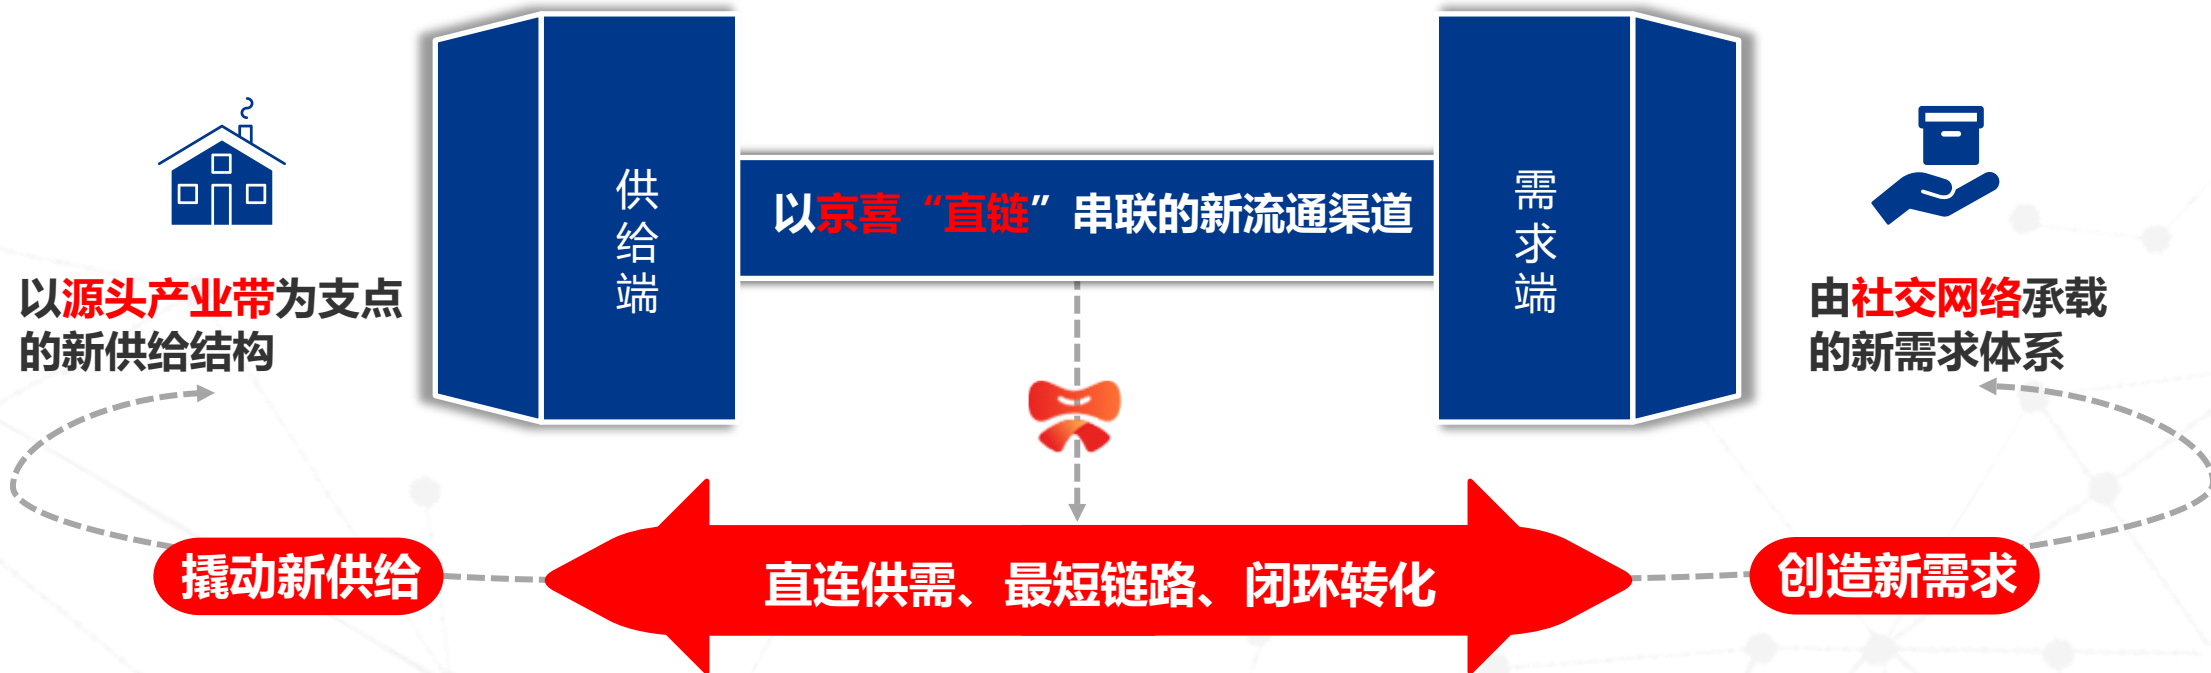 供给端
以京喜“直链”串联的新流通渠道
需求端
以源头产业带为支点
的新供给结构
由社交网络承载
的新需求体系
撬动新供给
直连供需、最短链路、闭环转化
创造新需求